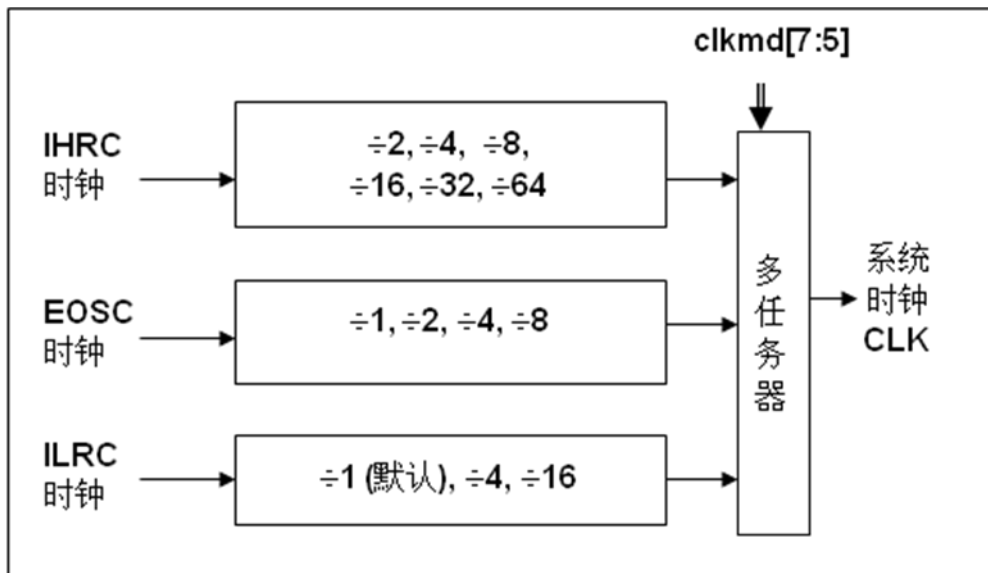 clkmd[7:5]
IHRC
时钟
÷2, ÷4, ÷8,
÷16, ÷32, ÷64
EOSC
时钟
÷1, ÷2, ÷4, ÷8
ILRC
时钟
÷1 (默认), ÷4, ÷16
多
任
务
器
系统
时钟
CLK